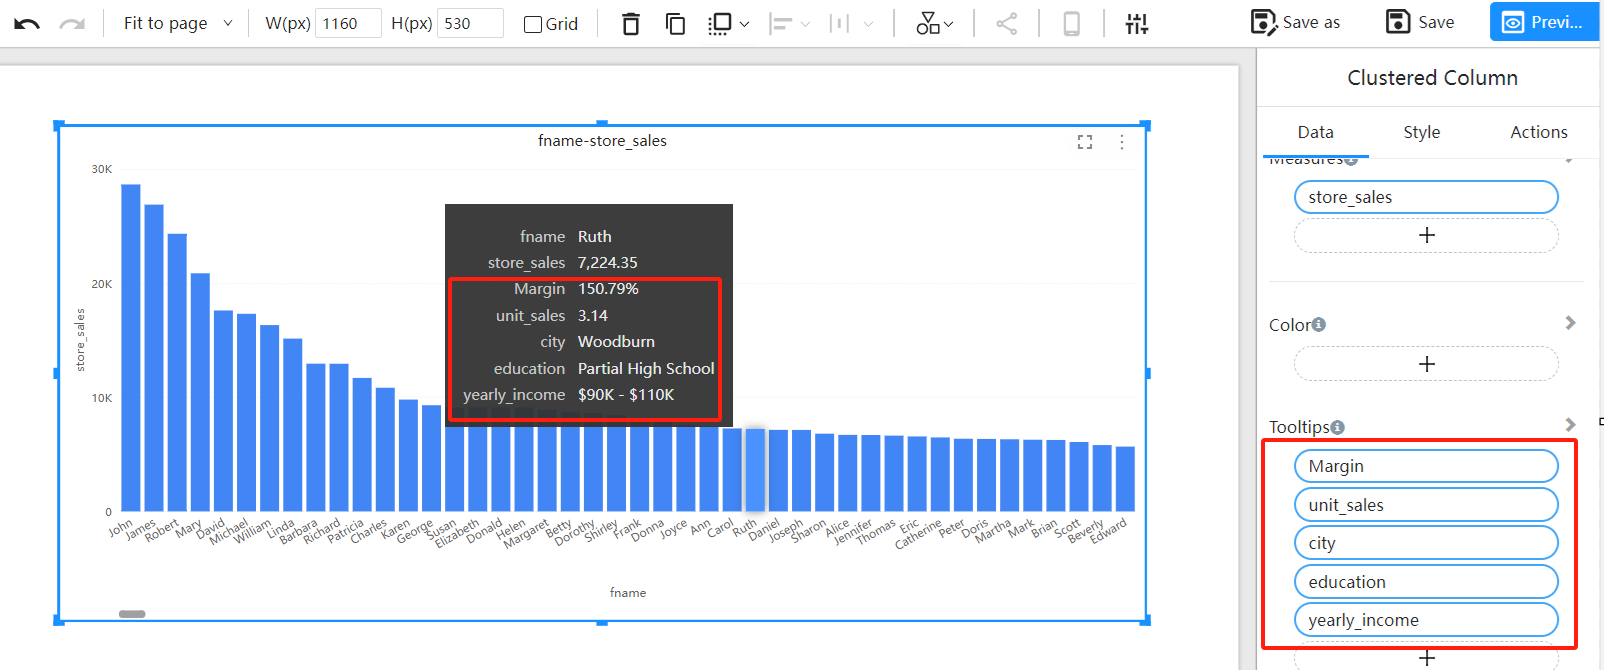 Fit to page W(px) 1160 H(px) 530 Grid Save as Save Previ...
Clustered Column
Data Style Actions
Measures
store_sales
Color
Tooltips
Margin
unit_sales
city
education
yearly_income
fname-store_sales
30K
20K
10K
0
store_sales
fname Ruth
store_sales 7,224.35
Margin 150.79%
unit_sales 3.14
city Woodburn
education Partial High School
yearly_income $90K - $110K
John James Robert Mary David Michael William Linda Barbara Richard Patricia Charles Karen George Susan Elizabeth Donald Helen Margaret Betty Dorothy Shirley Frank Donna Joyce Ann Carol Ruth Daniel Joseph Sharon Alice Jennifer Thomas Eric Catherine Peter Doris Martha Mark Brian Scott Beverly Edward
fname